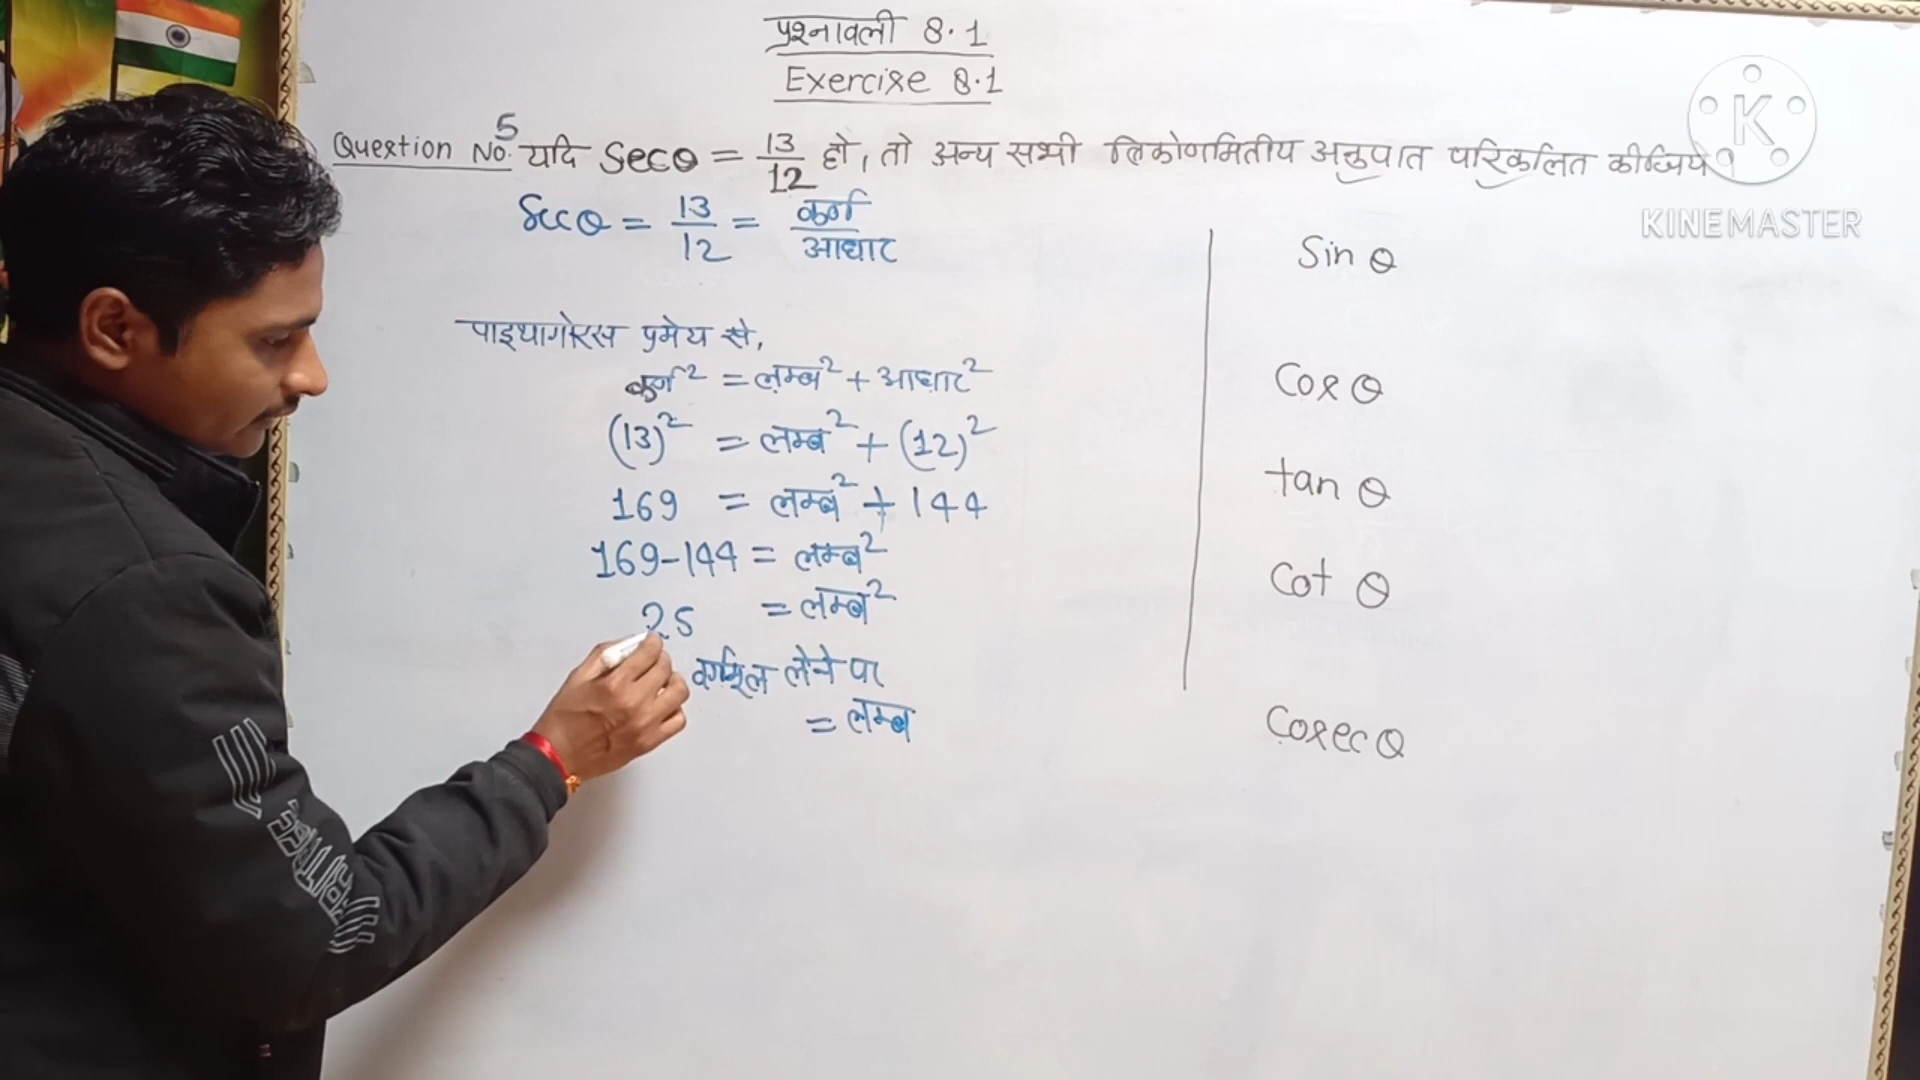 प्रश्नावली 8.1
Exercise 8.1
Question No. 5 यदि Secθ = 13/12 हो, तो अन्य सभी त्रिकोणमितीय अनुपात परिकलित कीजिये
Secθ = 13/12 = कर्ण/आधार
पाइथागोरस प्रमेय से,
कर्ण² = लम्ब² + आधार²
(13)² = लम्ब² + (12)²
169 = लम्ब² + 144
169-144 = लम्ब²
25 = लम्ब²
वर्गमूल लेने पर
= लम्ब
Sin θ
Cos θ
tan θ
Cot θ
Cosec θ
K
KINEMASTER